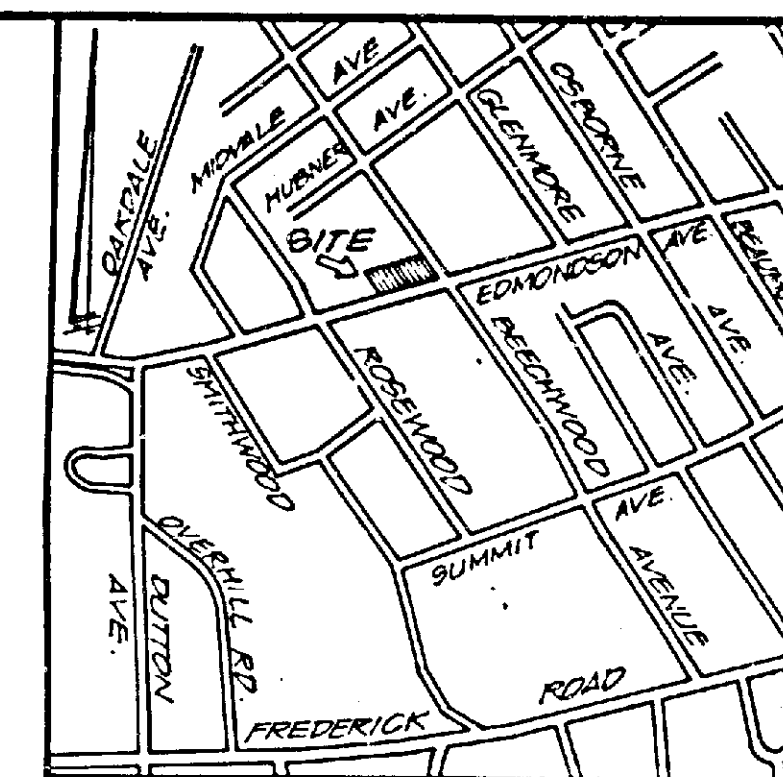 OAKDALE
AVE.
MIDVALE
AVE
HUBNER
AVE.
GLENMORE
OSBORNE
SITE
EDMONDSON
AVE.
SMITHWOOD
ROSEWOOD
BEECHWOOD
AVE.
AVE.
OVERHILL RD.
DUTTON
AVE.
SUMMIT
AVE.
AVENUE
FREDERICK
ROAD